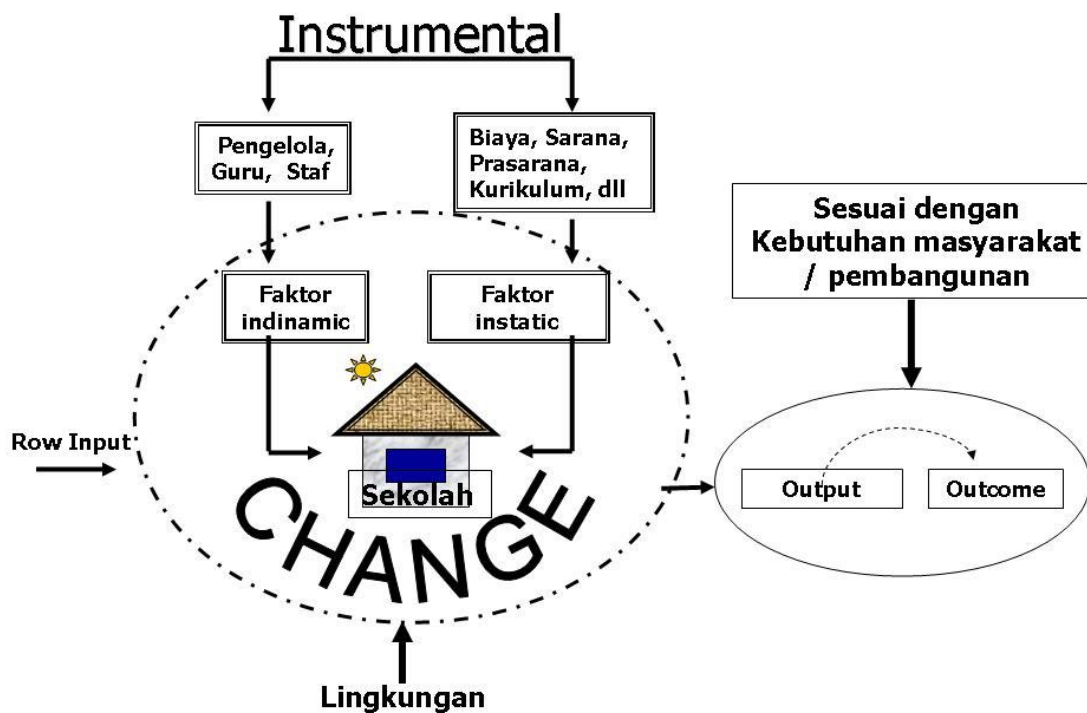 Instrumental
Pengelola,
Guru, Staf
Biaya, Sarana,
Prasarana,
Kurikulum, dll
Sesuai dengan
Kebutuhan masyarakat
/ pembangunan
Faktor
indinamic
Faktor
instatic
Row Input
Sekolah
CHANGE
Output
Outcome
Lingkungan